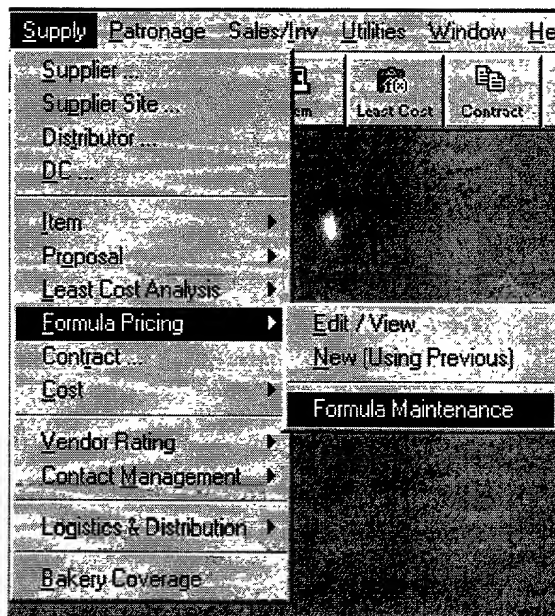 Supply Patronage Sales/Inv Utilities Window He
Supplier ...
Supplier Site ...
Distributor ...
DC ...
em Least Cost Contract
Item
Proposal
Least Cost Analysis
Formula Pricing
Contract ...
Cost
Edit / View
New (Using Previous)
Formula Maintenance
Vendor Rating
Contact Management
Logistics & Distribution
Bakery Coverage